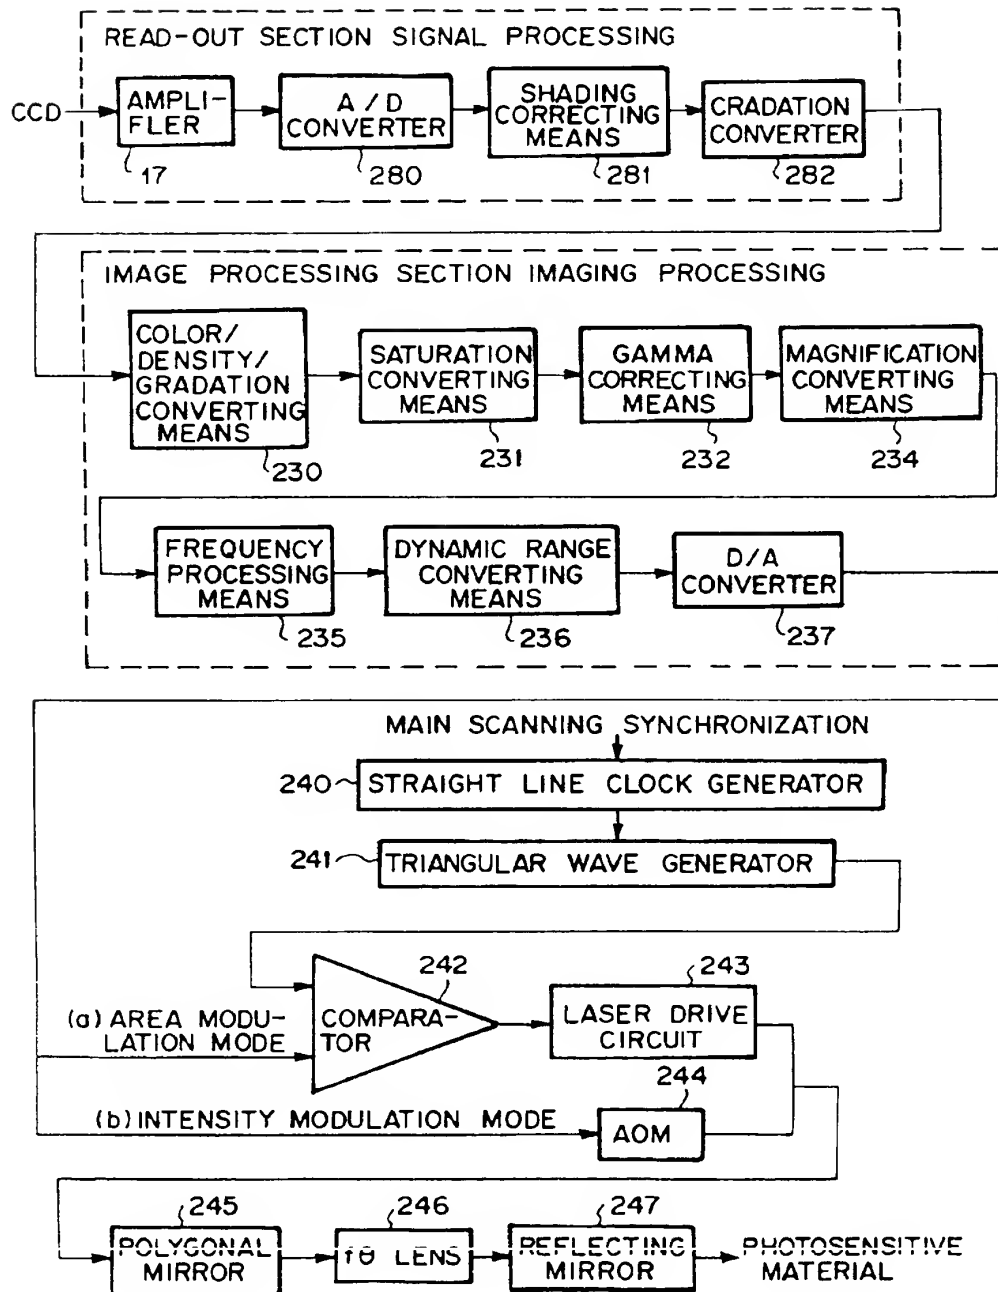 READ-OUT SECTION SIGNAL PROCESSING
CCD
AMPLI-
FLER
A/D
CONVERTER
SHADING
CORRECTING
MEANS
CRADATION
CONVERTER
17
280
281
282
IMAGE PROCESSING SECTION IMAGING PROCESSING
COLOR/
DENSITY/
GRADATION
CONVERTING
MEANS
SATURATION
CONVERTING
MEANS
GAMMA
CORRECTING
MEANS
MAGNIFICATION
CONVERTING
MEANS
230
231
232
234
FREQUENCY
PROCESSING
MEANS
DYNAMIC RANGE
CONVERTING
MEANS
D/A
CONVERTER
235
236
237
MAIN SCANNING SYNCHRONIZATION
240
STRAIGHT LINE CLOCK GENERATOR
241
TRIANGULAR WAVE GENERATOR
242
243
(a) AREA MODU-
LATION MODE
COMPARA-
TOR
LASER DRIVE
CIRCUIT
244
(b) INTENSITY MODULATION MODE
AOM
245
246
247
POLYGONAL
MIRROR
fθ LENS
REFLECTING
MIRROR
PHOTOSENSITIVE
MATERIAL